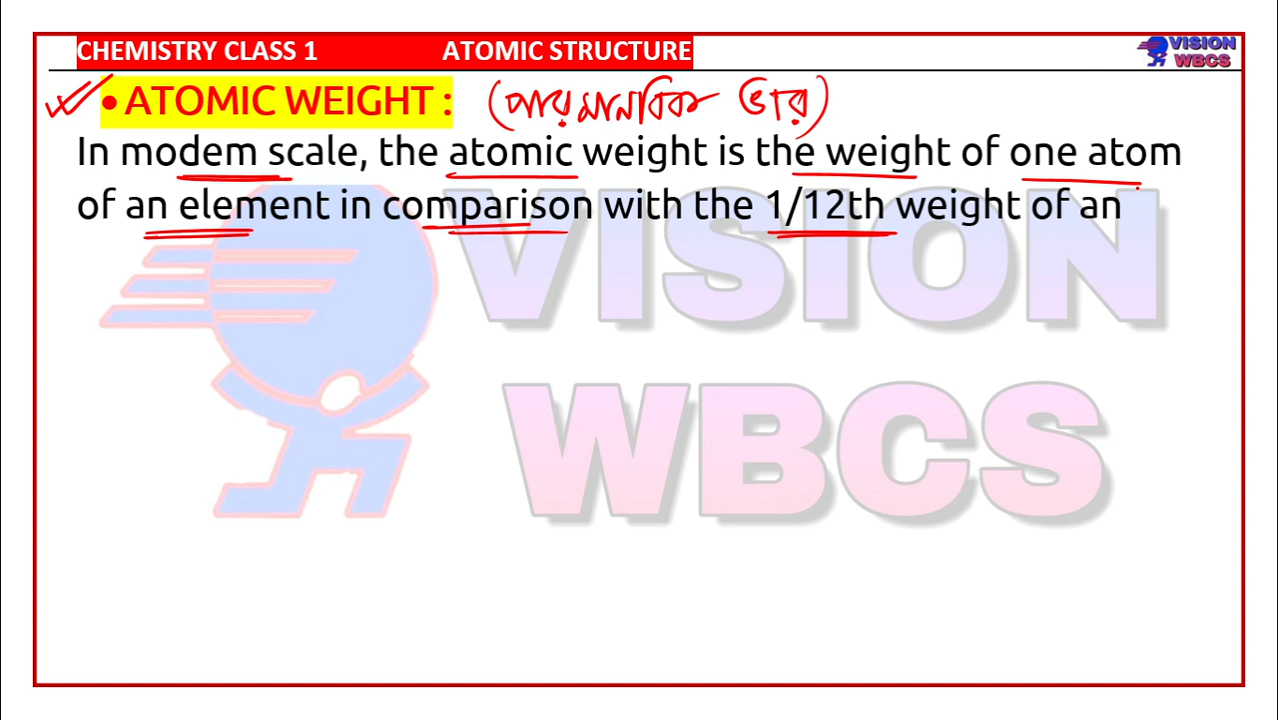 CHEMISTRY CLASS 1 ATOMIC STRUCTURE
VISION
WBCS
• ATOMIC WEIGHT : (পারমানবিক ভার)
In modem scale, the atomic weight is the weight of one atom
of an element in comparison with the 1/12th weight of an
VISION
WBCS